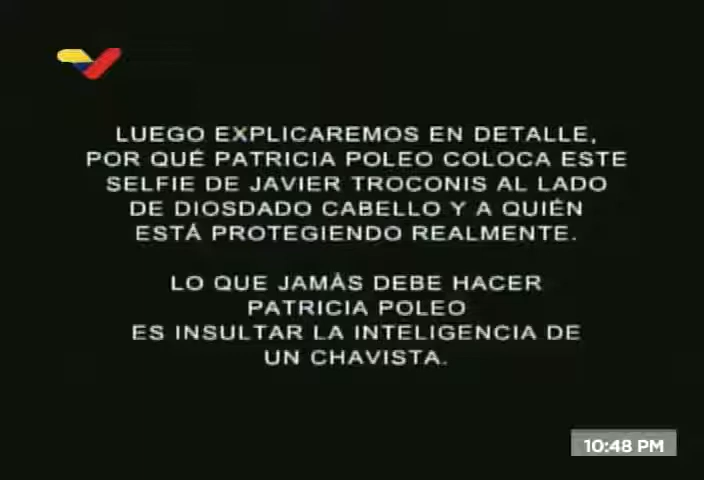 LUEGO EXPLICAREMOS EN DETALLE,
POR QUÉ PATRICIA POLEO COLOCA ESTE
SELFIE DE JAVIER TROCONIS AL LADO
DE DIOSDADO CABELLO Y A QUIÉN
ESTÁ PROTEGIENDO REALMENTE.
LO QUE JAMÁS DEBE HACER
PATRICIA POLEO
ES INSULTAR LA INTELIGENCIA DE
UN CHAVISTA.
10:48 PM